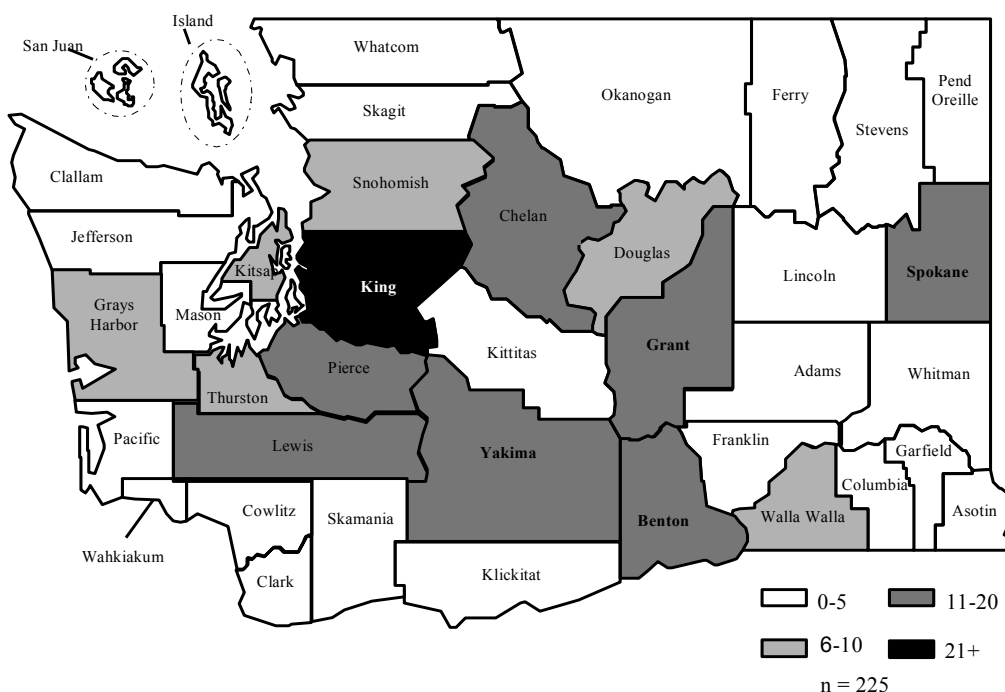 Island
San Juan
Whatcom
Skagit
Okanogan
Ferry
Stevens
Pend
Oreille
Clallam
Snohomish
Chelan
Jefferson
Douglas
Kitsap
King
Lincoln
Spokane
Grays
Harbor
Mason
Kittitas
Grant
Pierce
Adams
Whitman
Thurston
Pacific
Lewis
Yakima
Franklin
Garfield
Columbia
Cowlitz
Skamania
Benton
Walla Walla
Asotin
Wahkiakum
Clark
Klickitat
0-5
11-20
6-10
21+
n = 225